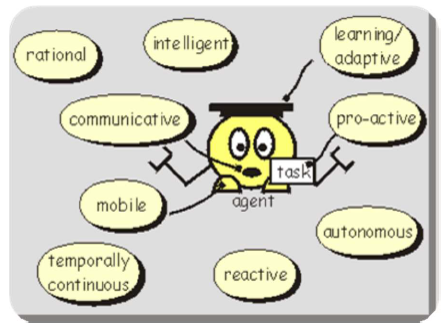 rational
intelligent
learning/
adaptive
communicative
pro-active
task
mobile
agent
autonomous
temporally
continuous
reactive